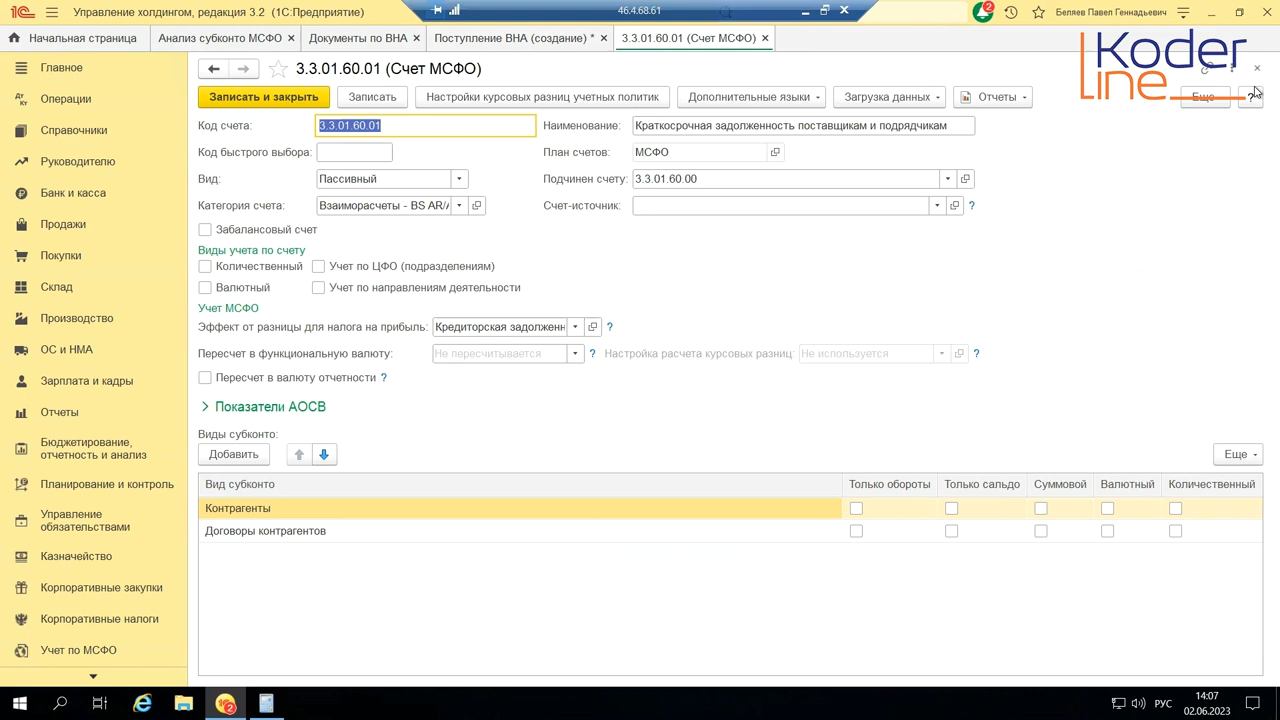 1С Управление холдингом, редакция 3.2 (1С:Предприятие)
46.4.68.61
2
Беляев Павел Геннадьевич
Начальная страница
Анализ субконто МСФО ×
Документы по ВНА ×
Поступление ВНА (создание) * ×
3.3.01.60.01 (Счет МСФО) ×
Koder
line
Главное
Операции
Справочники
Руководителю
Банк и касса
Продажи
Покупки
Склад
Производство
ОС и НМА
Зарплата и кадры
Отчеты
Бюджетирование,
отчетность и анализ
Планирование и контроль
Управление
обязательствами
Казначейство
Корпоративные закупки
Корпоративные налоги
Учет по МСФО
3.3.01.60.01 (Счет МСФО)
Записать и закрыть
Записать
Настройки курсовых разниц учетных политик
Дополнительные языки
Загрузка данных
Отчеты
Еще
?
Код счета: 3.3.01.60.01
Наименование: Краткосрочная задолженность поставщикам и подрядчикам
Код быстрого выбора:
План счетов: МСФО
Вид: Пассивный
Подчинен счету: 3.3.01.60.00
Категория счета: Взаиморасчеты - BS AR/A
Счет-источник: ?
Забалансовый счет
Виды учета по счету
Количественный
Учет по ЦФО (подразделениям)
Валютный
Учет по направлениям деятельности
Учет МСФО
Эффект от разницы для налога на прибыль: Кредиторская задолженн ?
Пересчет в функциональную валюту: Не пересчитывается ?
Настройка расчета курсовых разниц: Не используется ?
Пересчет в валюту отчетности ?
Показатели АОСВ
Виды субконто:
Добавить
Еще
Вид субконто
Только обороты
Только сальдо
Суммовой
Валютный
Количественный
Контрагенты
Договоры контрагентов
2
РУС
14:07
02.06.2023